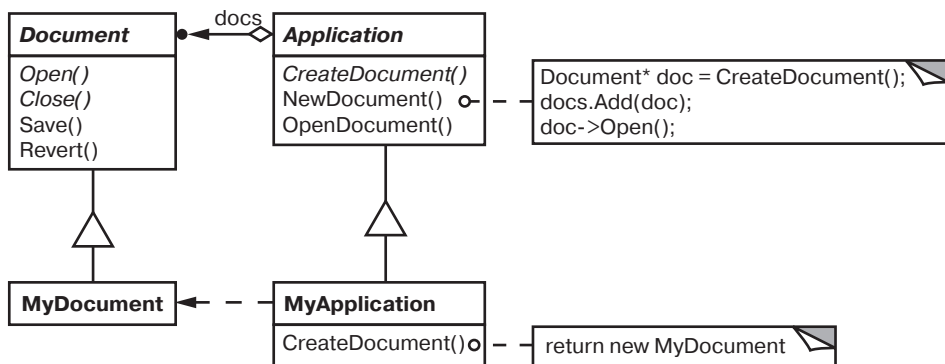 docs
Document
Open()
Close()
Save()
Revert()
Application
CreateDocument()
NewDocument()
OpenDocument()
Document* doc = CreateDocument();
docs.Add(doc);
doc->Open();
MyDocument
MyApplication
CreateDocument()
return new MyDocument